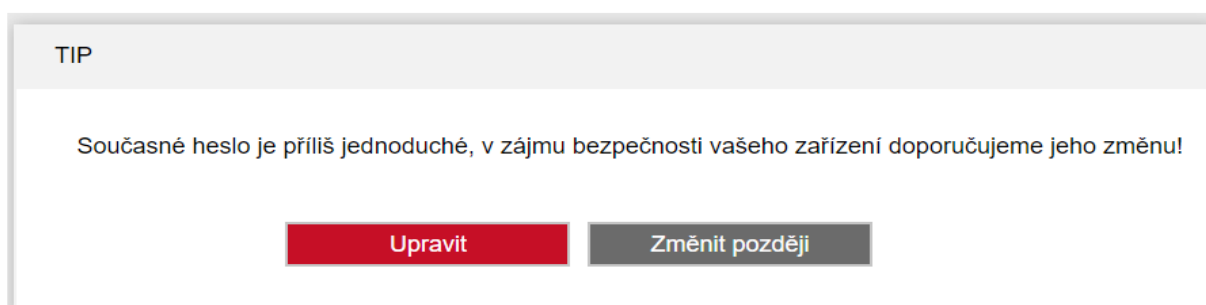 TIP
Současné heslo je příliš jednoduché, v zájmu bezpečnosti vašeho zařízení doporučujeme jeho změnu!
Upravit
Změnit později